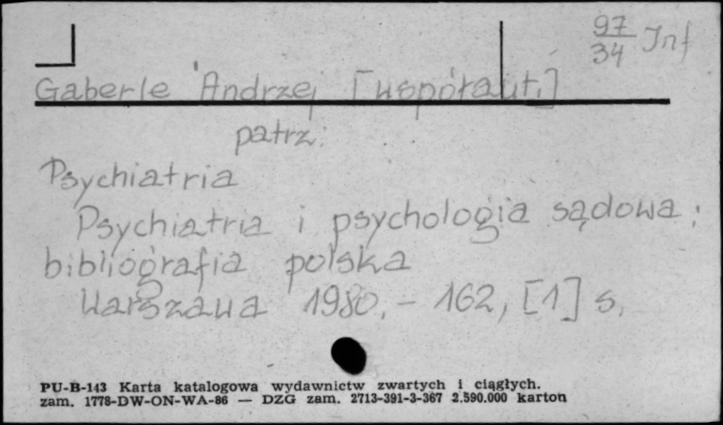 97
34 Inf
Gaberle Andrzej [współaut.]
patrz:
Psychiatria
Psychiatria i psychologia sądowa :
bibliografia polska
Warszawa 1980. – 162, [1] s.
PU-B-143 Karta katalogowa wydawnictw zwartych i ciągłych.
zam. 1778-DW-ON-WA-86 — DZG zam. 2713-391-3-367 2.590.000 karton